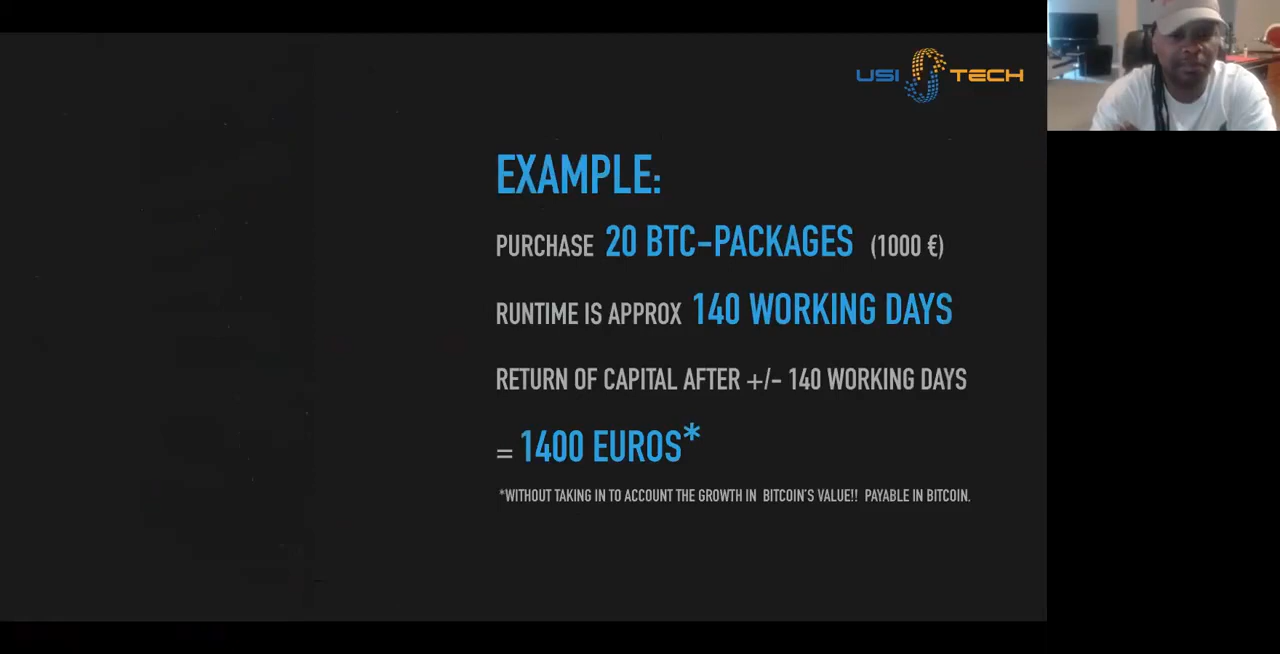 USI TECH
EXAMPLE:
PURCHASE 20 BTC-PACKAGES (1000 €)
RUNTIME IS APPROX 140 WORKING DAYS
RETURN OF CAPITAL AFTER +/- 140 WORKING DAYS
= 1400 EUROS*
*WITHOUT TAKING IN TO ACCOUNT THE GROWTH IN BITCOIN'S VALUE!! PAYABLE IN BITCOIN.